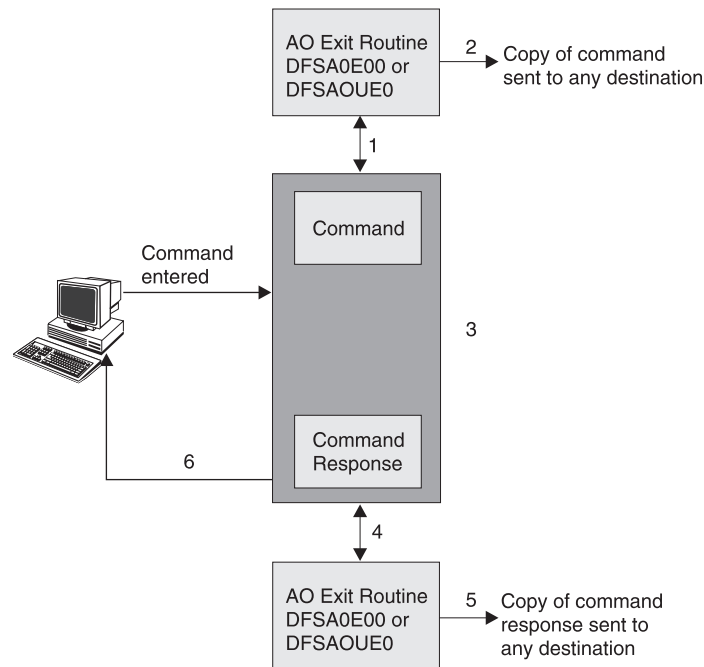 AO Exit Routine
DFSA0E00 or
DFSAOUE0
2
Copy of command
sent to any destination
1
Command
Command
entered
3
Command
Response
6
4
AO Exit Routine
DFSA0E00 or
DFSAOUE0
5
Copy of command
response sent to
any destination